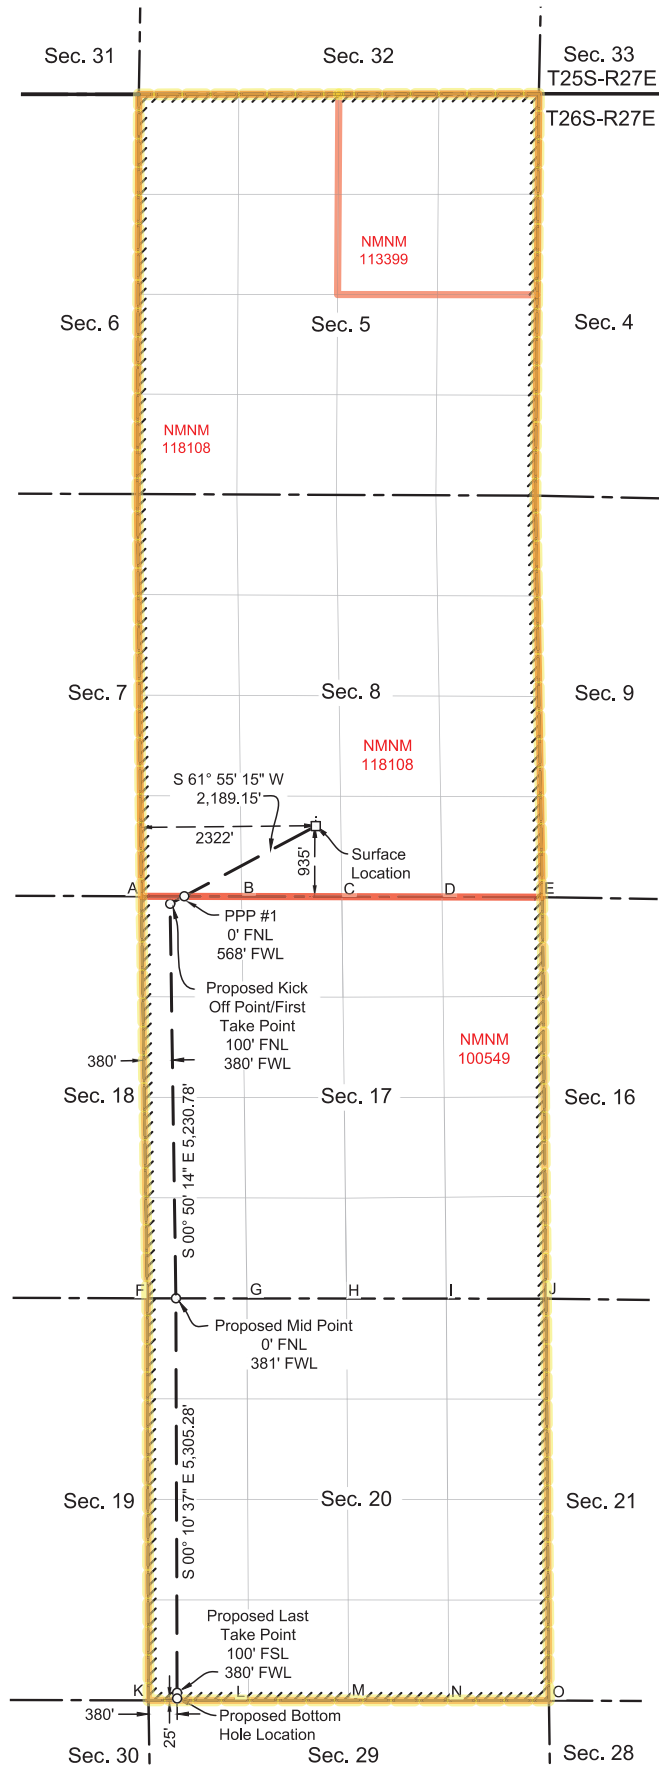 Sec. 31
Sec. 32
Sec. 33
T25S-R27E
T26S-R27E
NMNM
113399
Sec. 6
Sec. 5
Sec. 4
NMNM
118108
Sec. 7
Sec. 8
Sec. 9
NMNM
118108
S 61° 55' 15" W
2,189.15'
2322'
935'
Surface
Location
A
B
C
D
E
PPP #1
0' FNL
568' FWL
Proposed Kick
Off Point/First
Take Point
100' FNL
380' FWL
380'
NMNM
100549
Sec. 18
Sec. 17
Sec. 16
S 00° 50' 14" E 5,230.78'
F
G
H
I
J
Proposed Mid Point
0' FNL
381' FWL
S 00° 10' 37" E 5,305.28'
Sec. 19
Sec. 20
Sec. 21
Proposed Last
Take Point
100' FSL
380' FWL
K
L
M
N
O
380'
25'
Proposed Bottom
Hole Location
Sec. 30
Sec. 29
Sec. 28